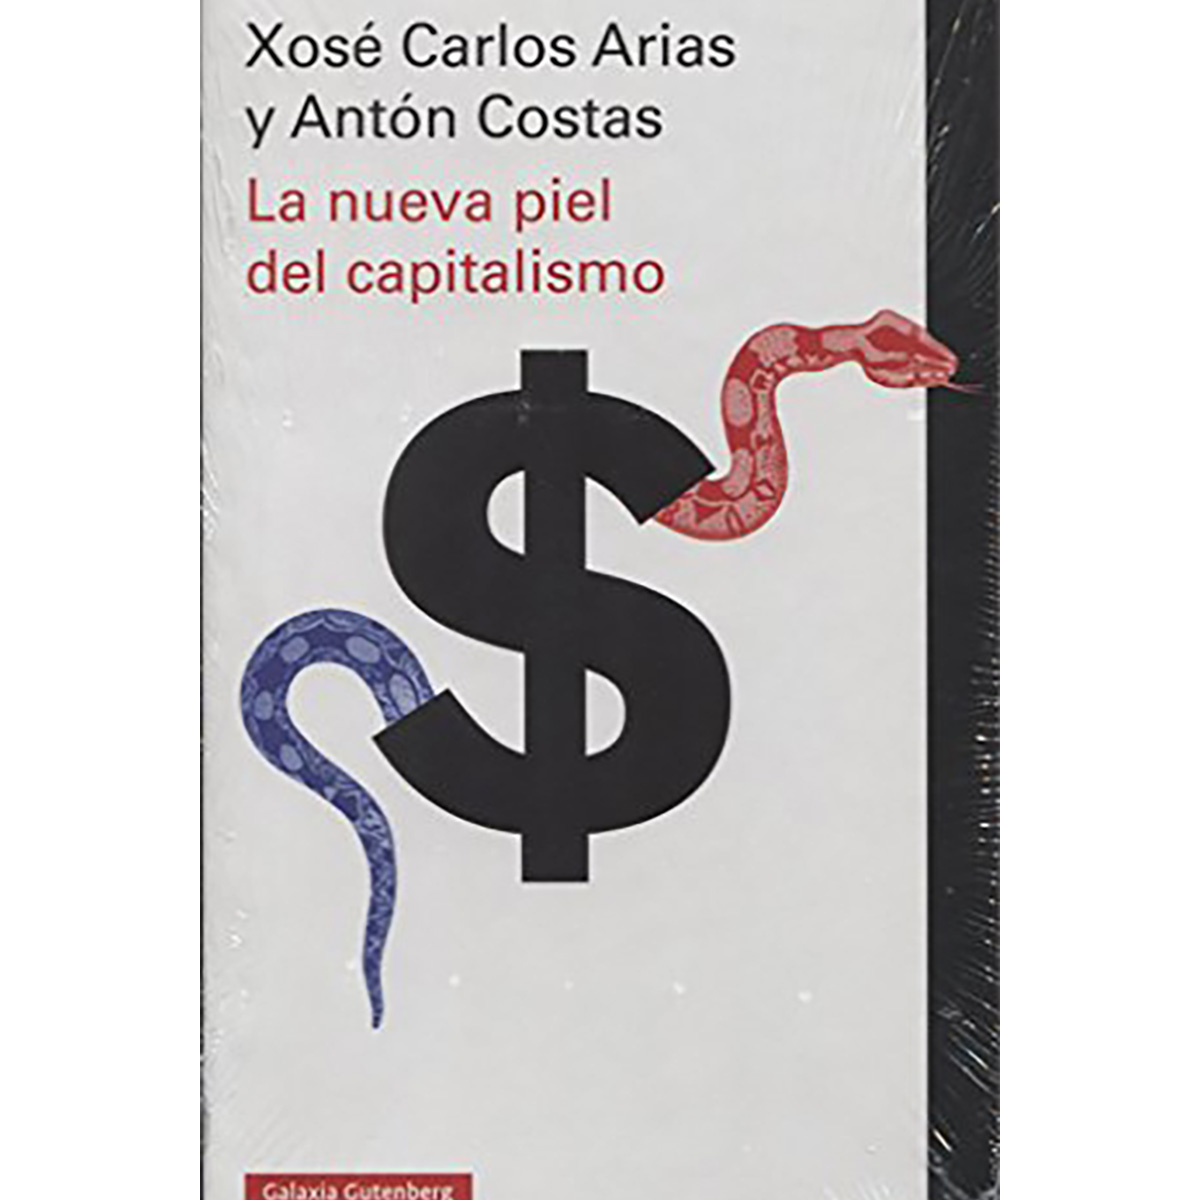 Xosé Carlos Arias
y Antón Costas
La nueva piel
del capitalismo
$
Galaxia Gutenberg